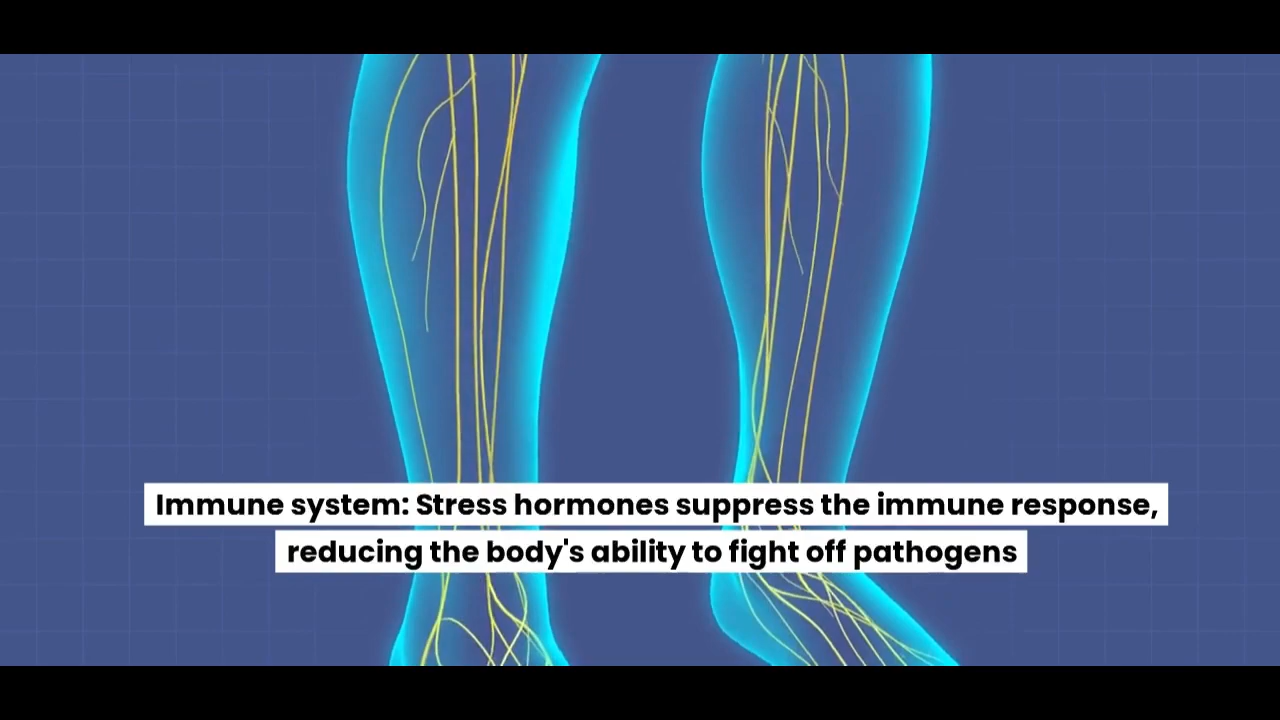 Immune system: Stress hormones suppress the immune response,
reducing the body's ability to fight off pathogens